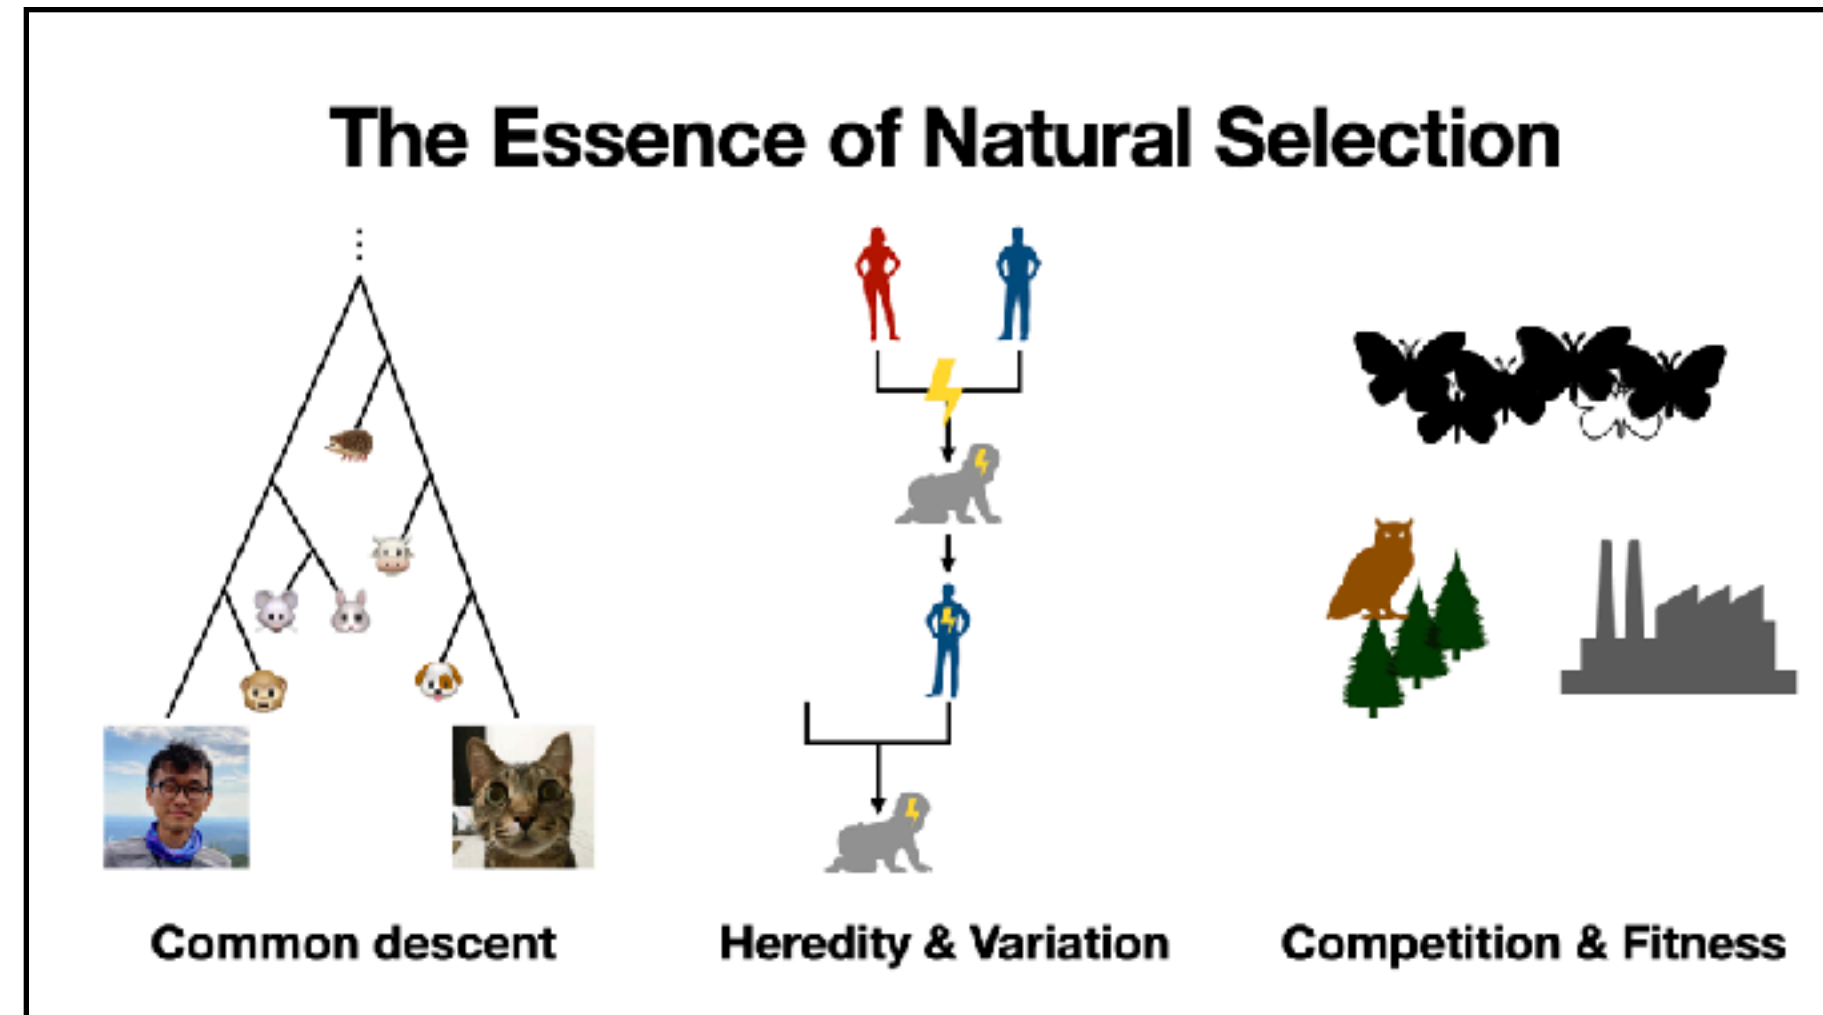 The Essence of Natural Selection
Common descent
Heredity & Variation
Competition & Fitness